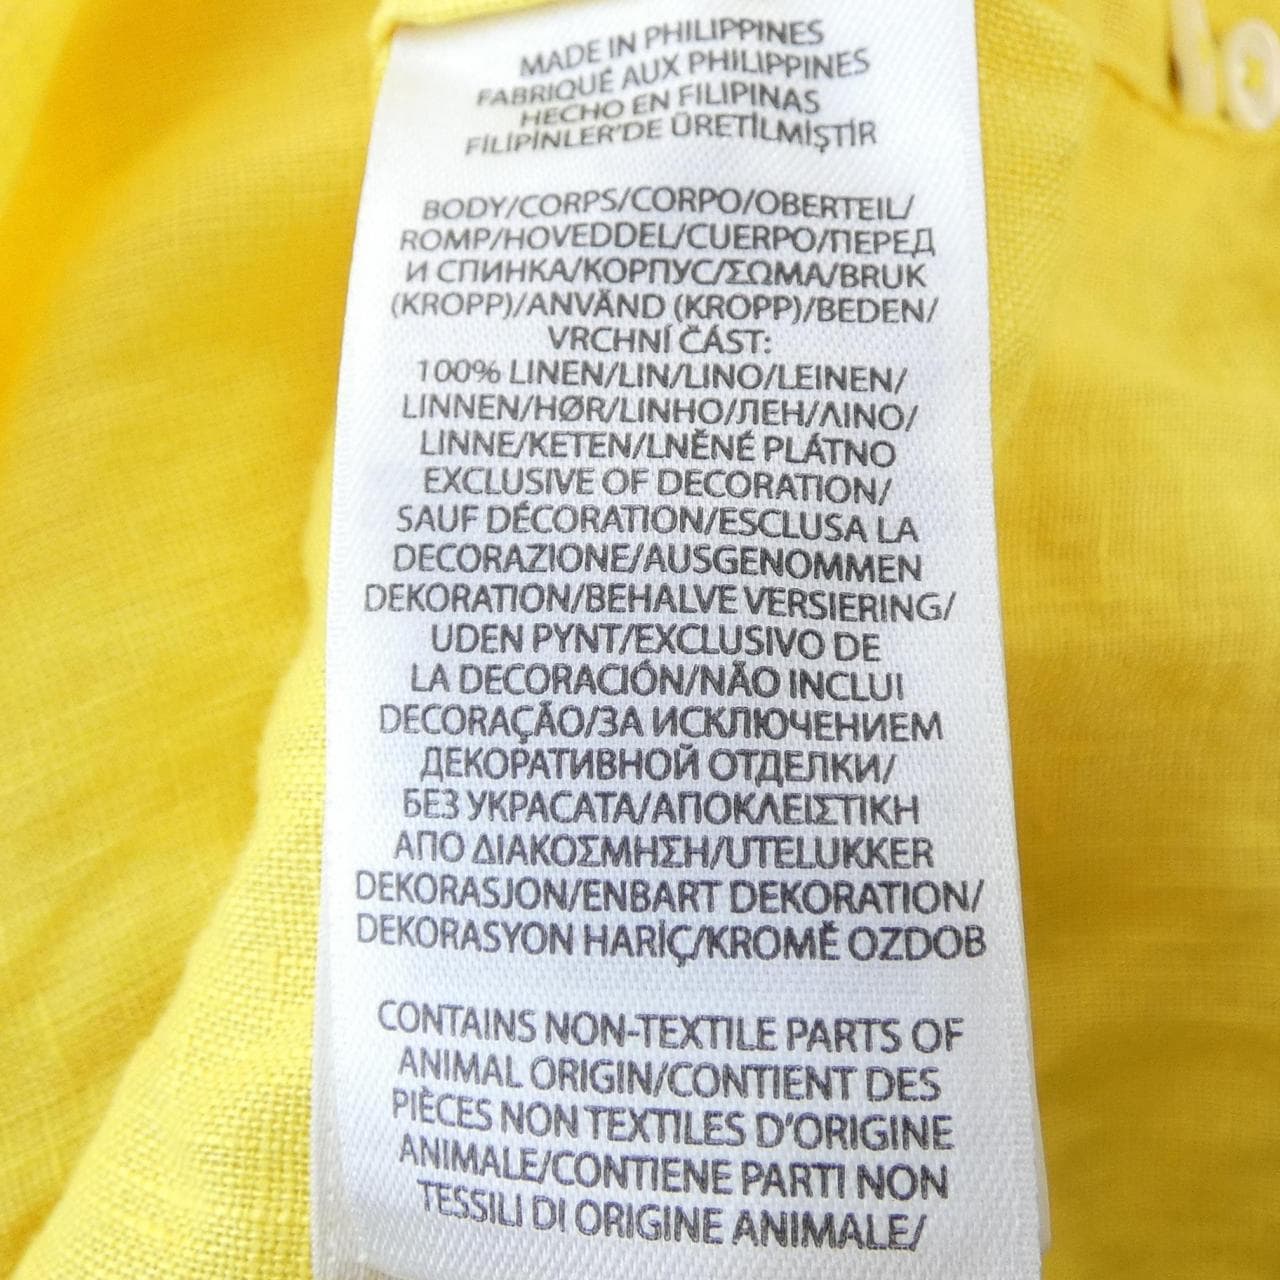 MADE IN PHILIPPINES
FABRIQUÉ AUX PHILIPPINES
HECHO EN FILIPINAS
FİLİPİNLER'DE ÜRETİLMİŞTİR
BODY/CORPS/CORPO/OBERTEIL/
ROMP/HOVEDDEL/CUERPO/ПЕРЕД
И СПИНКА/КОРПУС/ΣΩΜΑ/BRUK
(KROPP)/ANVÄND (KROPP)/BEDEN/
VRCHNÍ ČÁST:
100% LINEN/LIN/LINO/LEINEN/
LINNEN/HØR/LINHO/ЛЕН/ΛΙΝΟ/
LINNE/KETEN/LNĚNÉ PLÁTNO
EXCLUSIVE OF DECORATION/
SAUF DÉCORATION/ESCLUSA LA
DECORAZIONE/AUSGENOMMEN
DEKORATION/BEHALVE VERSIERING/
UDEN PYNT/EXCLUSIVO DE
LA DECORACIÓN/NÃO INCLUI
DECORAÇÃO/ЗА ИСКЛЮЧЕНИЕМ
ДЕКОРАТИВНОЙ ОТДЕЛКИ/
БЕЗ УКРАСАТА/ΑΠΟΚΛΕΙΣΤΙΚΗ
ΑΠΟ ΔΙΑΚΟΣΜΗΣΗ/UTELUKKER
DEKORASJON/ENBART DEKORATION/
DEKORASYON HARİÇ/KROMĚ OZDOB
CONTAINS NON-TEXTILE PARTS OF
ANIMAL ORIGIN/CONTIENT DES
PIÈCES NON TEXTILES D'ORIGINE
ANIMALE/CONTIENE PARTI NON
TESSILI DI ORIGINE ANIMALE/